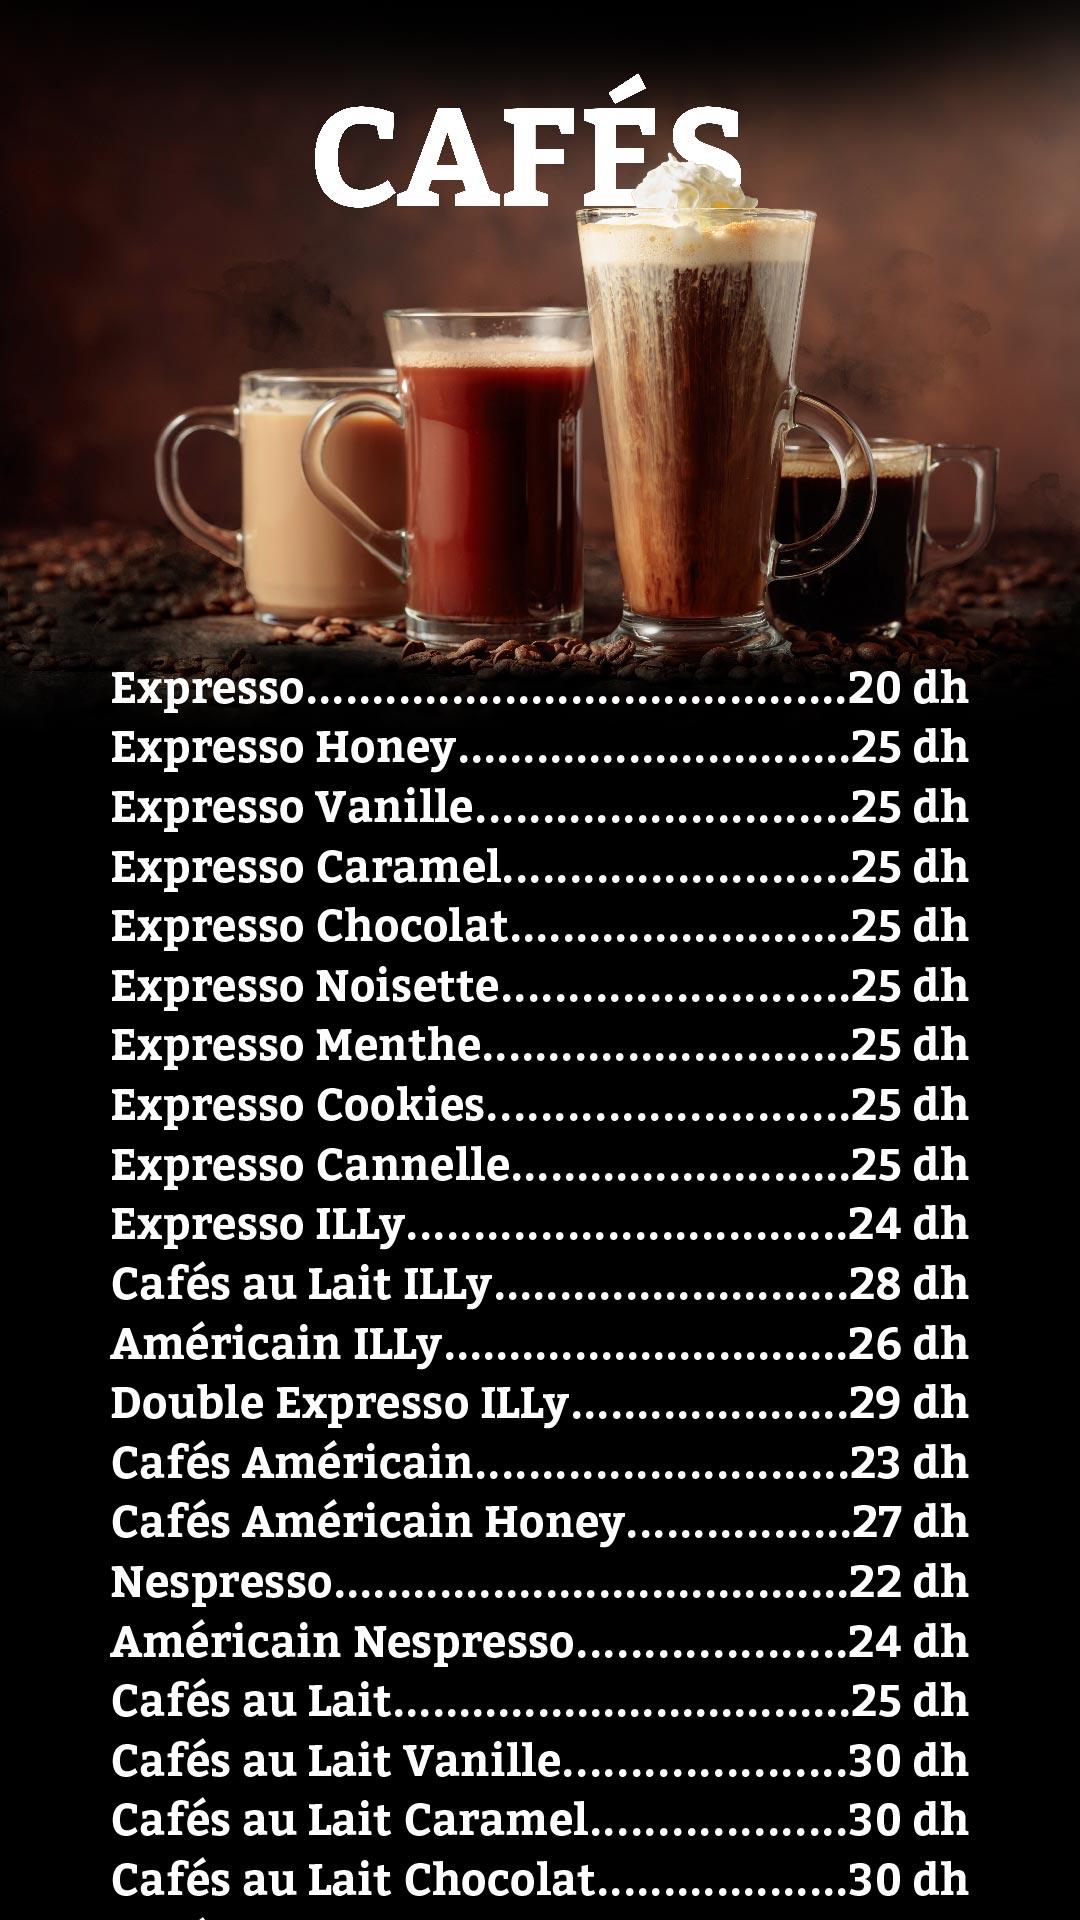 CAFÉS
Expresso.........................................20 dh
Expresso Honey..............................25 dh
Expresso Vanille............................25 dh
Expresso Caramel..........................25 dh
Expresso Chocolat..........................25 dh
Expresso Noisette..........................25 dh
Expresso Menthe............................25 dh
Expresso Cookies...........................25 dh
Expresso Cannelle..........................25 dh
Expresso ILLy.................................24 dh
Cafés au Lait ILLy...........................28 dh
Américain ILLy...............................26 dh
Double Expresso ILLy.....................29 dh
Cafés Américain............................23 dh
Cafés Américain Honey.................27 dh
Nespresso.......................................22 dh
Américain Nespresso....................24 dh
Cafés au Lait...................................25 dh
Cafés au Lait Vanille......................30 dh
Cafés au Lait Caramel...................30 dh
Cafés au Lait Chocolat...................30 dh